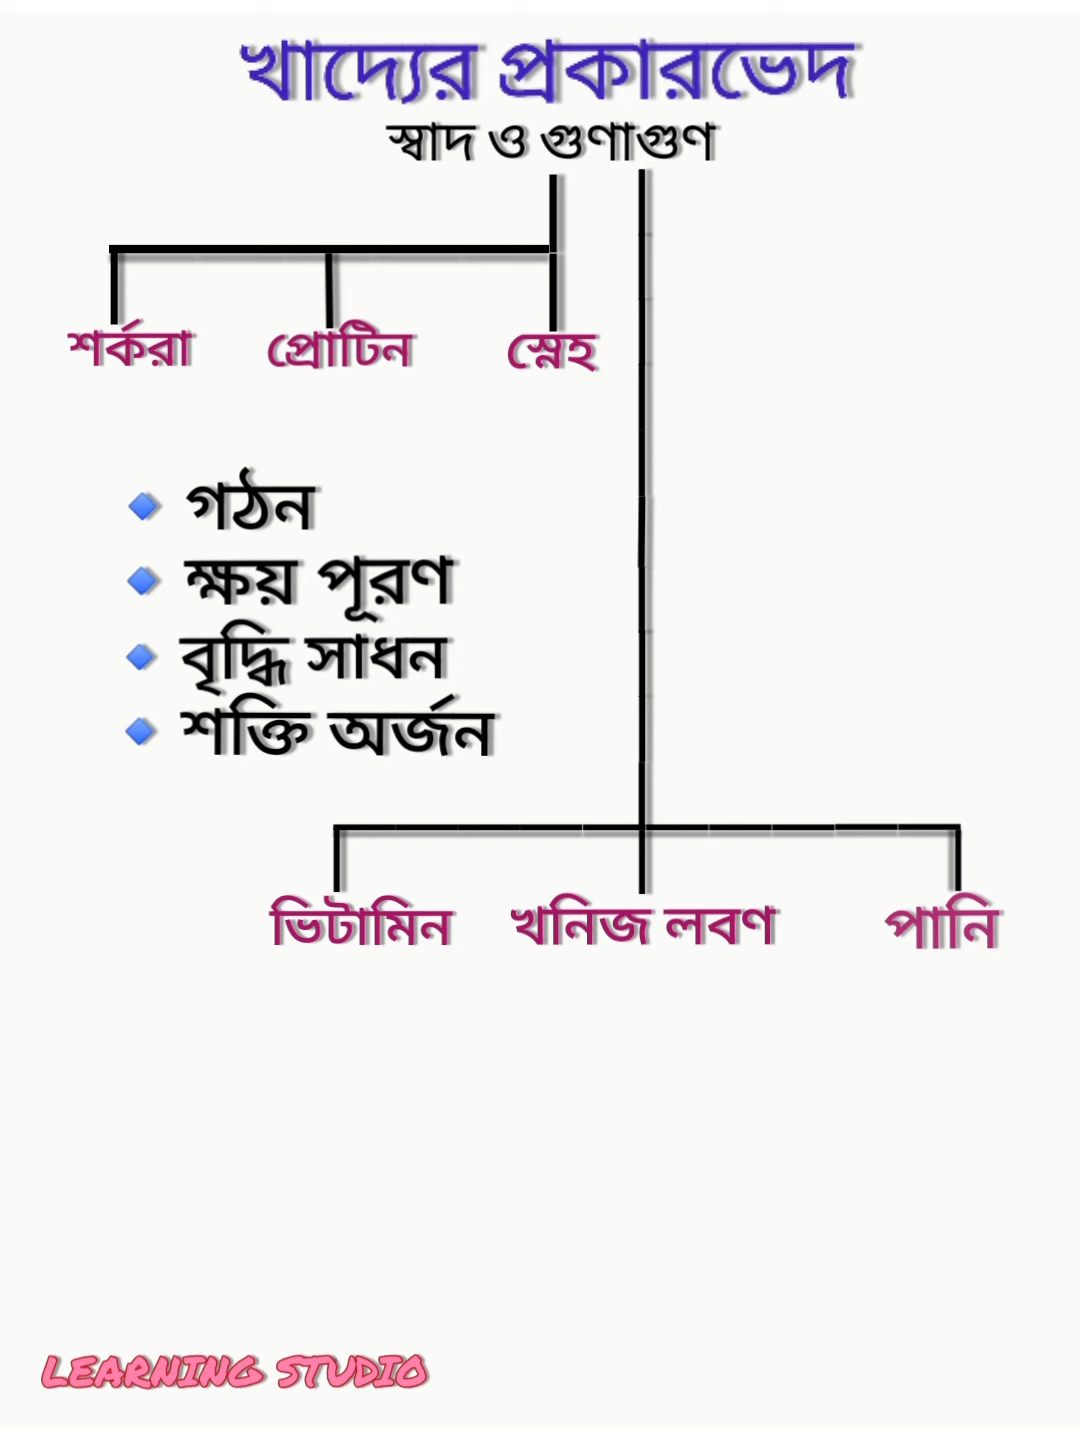 খাদ্যের প্রকারভেদ
স্বাদ ও গুণাগুণ
শর্করা প্রোটিন স্নেহ
গঠন
ক্ষয় পূরণ
বৃদ্ধি সাধন
শক্তি অর্জন
ভিটামিন খনিজ লবণ পানি
LEARNING STUDIO